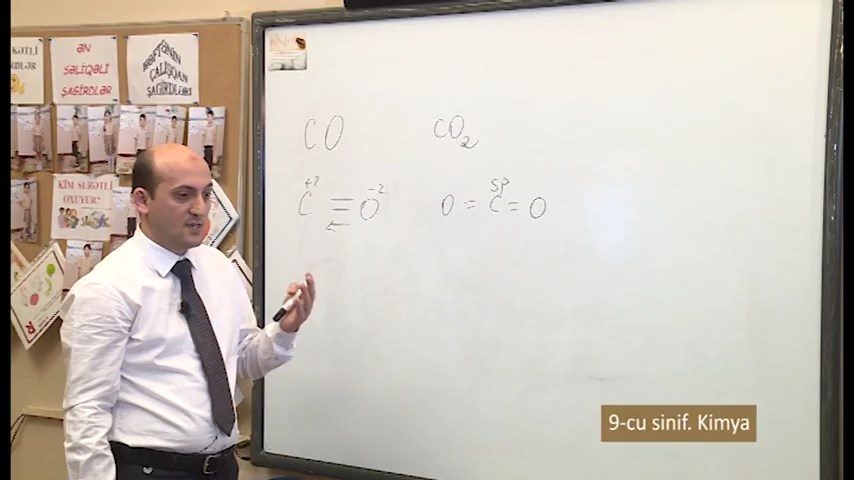 ƏN
SƏLİQƏLİ
ŞAGİRDLƏR
HƏFTƏNİN
ÇALIŞQAN
ŞAGİRDLƏRİ
KİM SÜRƏTLİ
OXUYUR?
CO
CO₂
+2 -2
C ≡ O
←
SP
O = C = O
9-cu sinif. Kimya